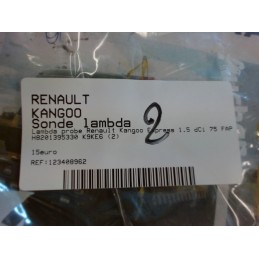 RENAULT
KANGOO
Sonde lambda
2
Lambda probe Renault Kangoo Express 1.5 dCi 75 FAP
H8201395330 K9KE6 (2)
15euro
REF:123408962